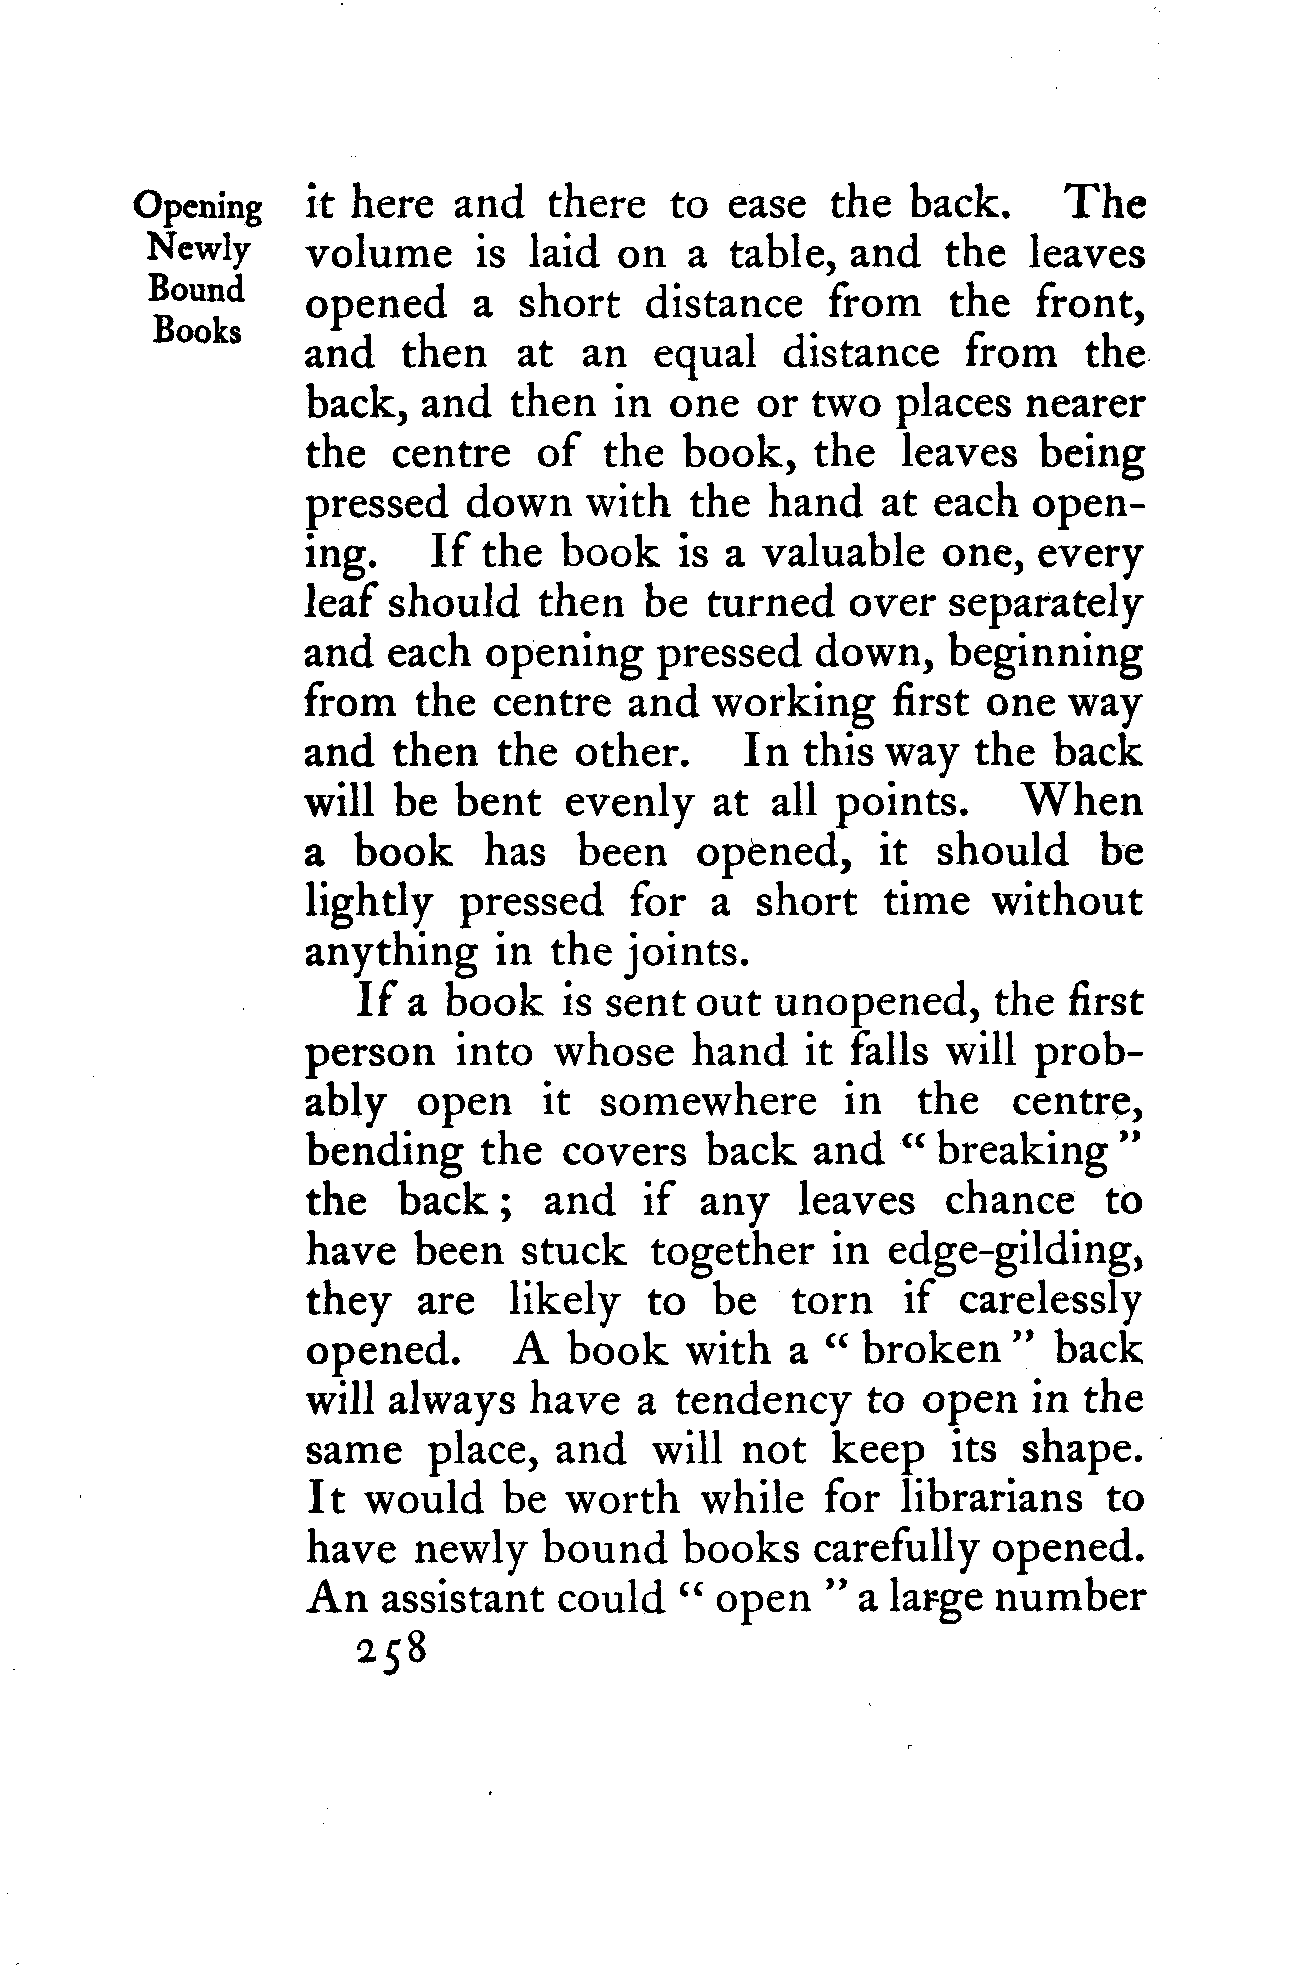 Opening
Newly
Bound
Books
it here and there to ease the back. The
volume is laid on a table, and the leaves
opened a short distance from the front,
and then at an equal distance from the
back, and then in one or two places nearer
the centre of the book, the leaves being
pressed down with the hand at each open-
ing. If the book is a valuable one, every
leaf should then be turned over separately
and each opening pressed down, beginning
from the centre and working first one way
and then the other. In this way the back
will be bent evenly at all points. When
a book has been opened, it should be
lightly pressed for a short time without
anything in the joints.
If a book is sent out unopened, the first
person into whose hand it falls will prob-
ably open it somewhere in the centre,
bending the covers back and “ breaking ”
the back ; and if any leaves chance to
have been stuck together in edge-gilding,
they are likely to be torn if carelessly
opened. A book with a “ broken ” back
will always have a tendency to open in the
same place, and will not keep its shape.
It would be worth while for librarians to
have newly bound books carefully opened.
An assistant could “ open ” a large number
258